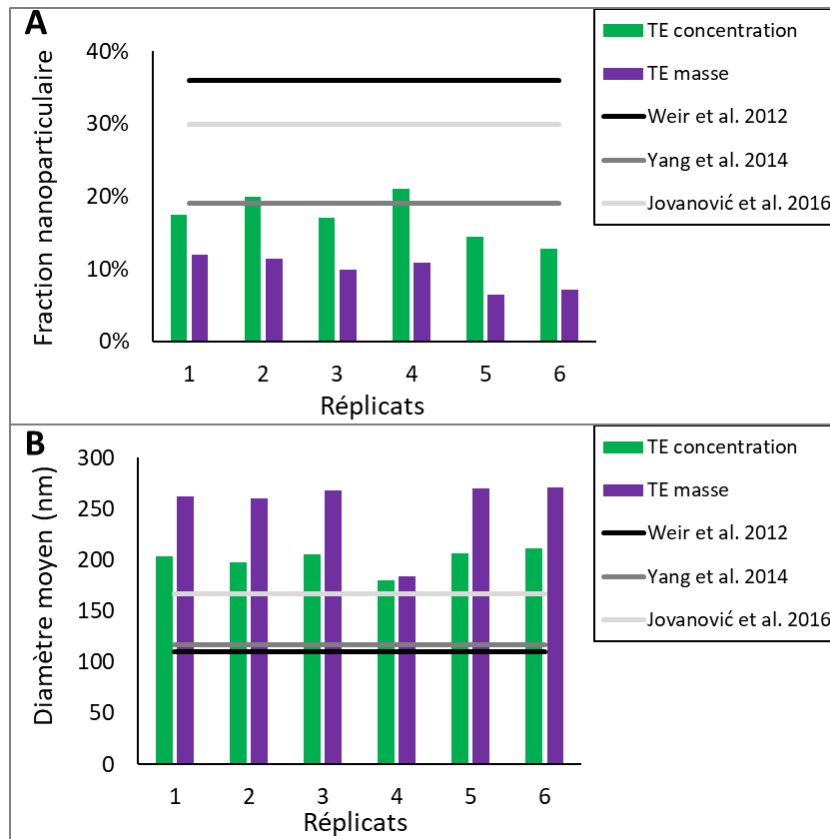 A
40%
30%
20%
10%
0%
Fraction nanoparticulaire
1 2 3 4 5 6
Réplicats
TE concentration
TE masse
Weir et al. 2012
Yang et al. 2014
Jovanović et al. 2016
B
300
250
200
150
100
50
0
Diamètre moyen (nm)
1 2 3 4 5 6
Réplicats
TE concentration
TE masse
Weir et al. 2012
Yang et al. 2014
Jovanović et al. 2016